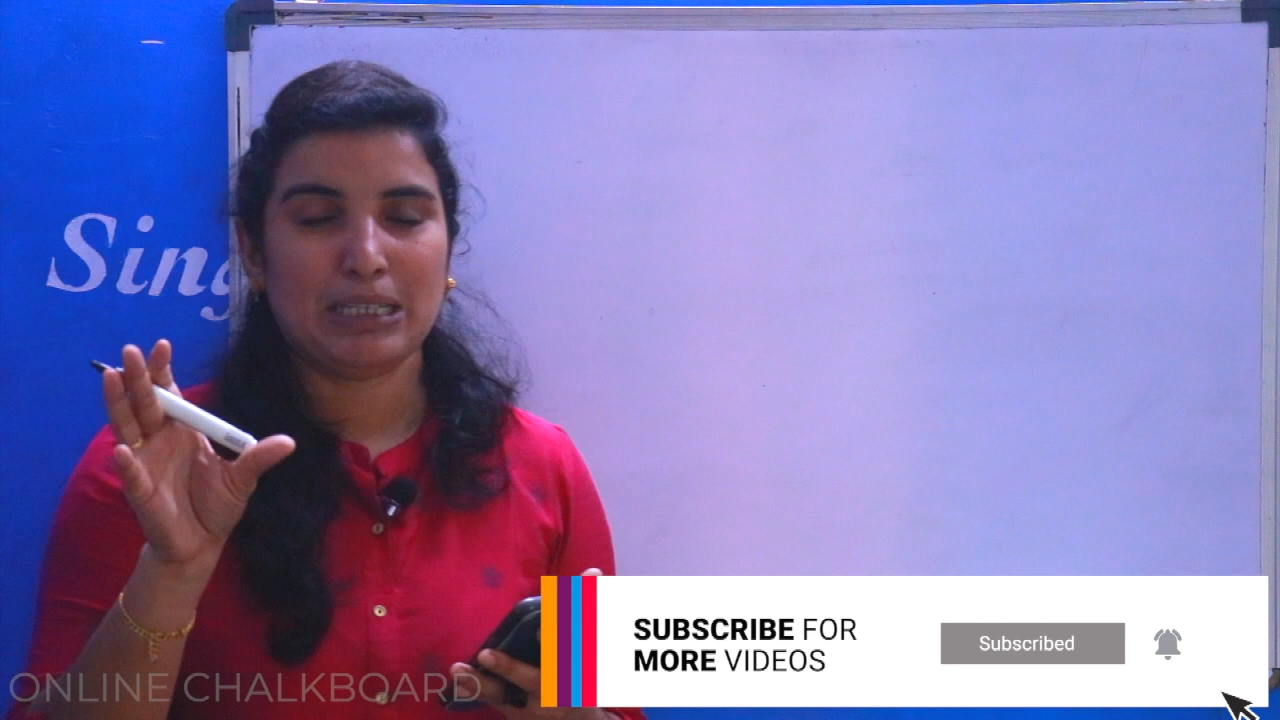 Sing
SUBSCRIBE FOR
MORE VIDEOS
Subscribed
ONLINE CHALKBOARD